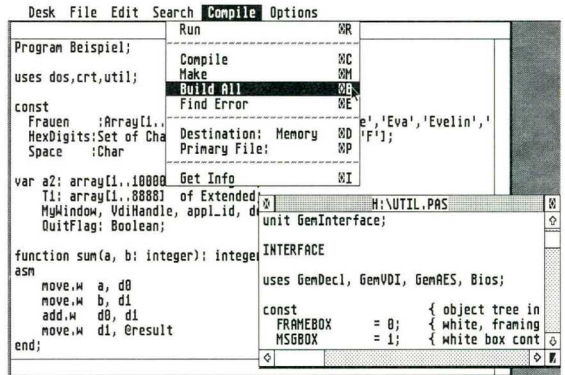 Desk File Edit Search Compile Options
Run ⌧R
Compile ⌧C
Make ⌧M
Build All ⌧B
Find Error ⌧E
Destination: Memory ⌧D
Primary File: ⌧P
Get Info ⌧I
Program Beispiel;
uses dos,crt,util;
const
Frauen :Array[1.. e','Eva','Evelin','
HexDigits:Set of Cha 'F'];
Space :Char
var a2: array[1..10000
T1: array[1..8888] of Extended;
MyWindow, VdiHandle, appl_id, d
QuitFlag: Boolean;
function sum(a, b: integer): intege
asm
move.w a, d0
move.w b, d1
add.w d0, d1
move.w d1, @result
end;
H:\UTIL.PAS
unit GemInterface;
INTERFACE
uses GemDecl, GemVDI, GemAES, Bios;
const { object tree in
FRAMEBOX = 0; { white, framing
MSGBOX = 1; { white box cont